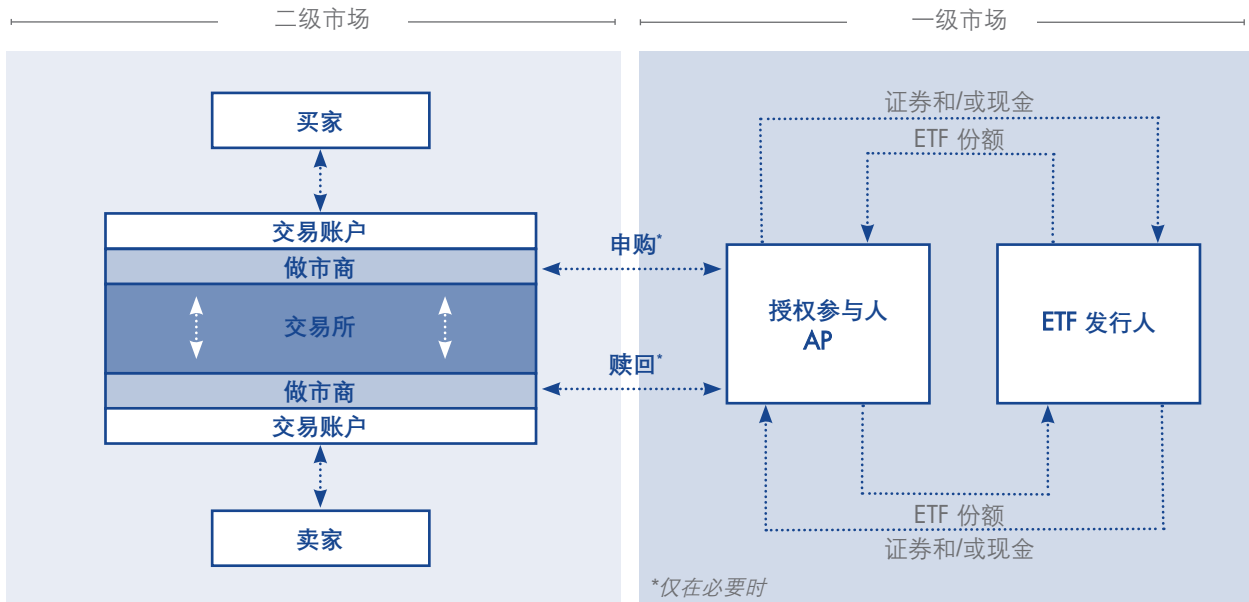 二级市场
一级市场
买家
交易账户
做市商
交易所
做市商
交易账户
卖家
申购*
赎回*
证券和/或现金
ETF 份额
授权参与人
AP
ETF 发行人
ETF 份额
证券和/或现金
*仅在必要时